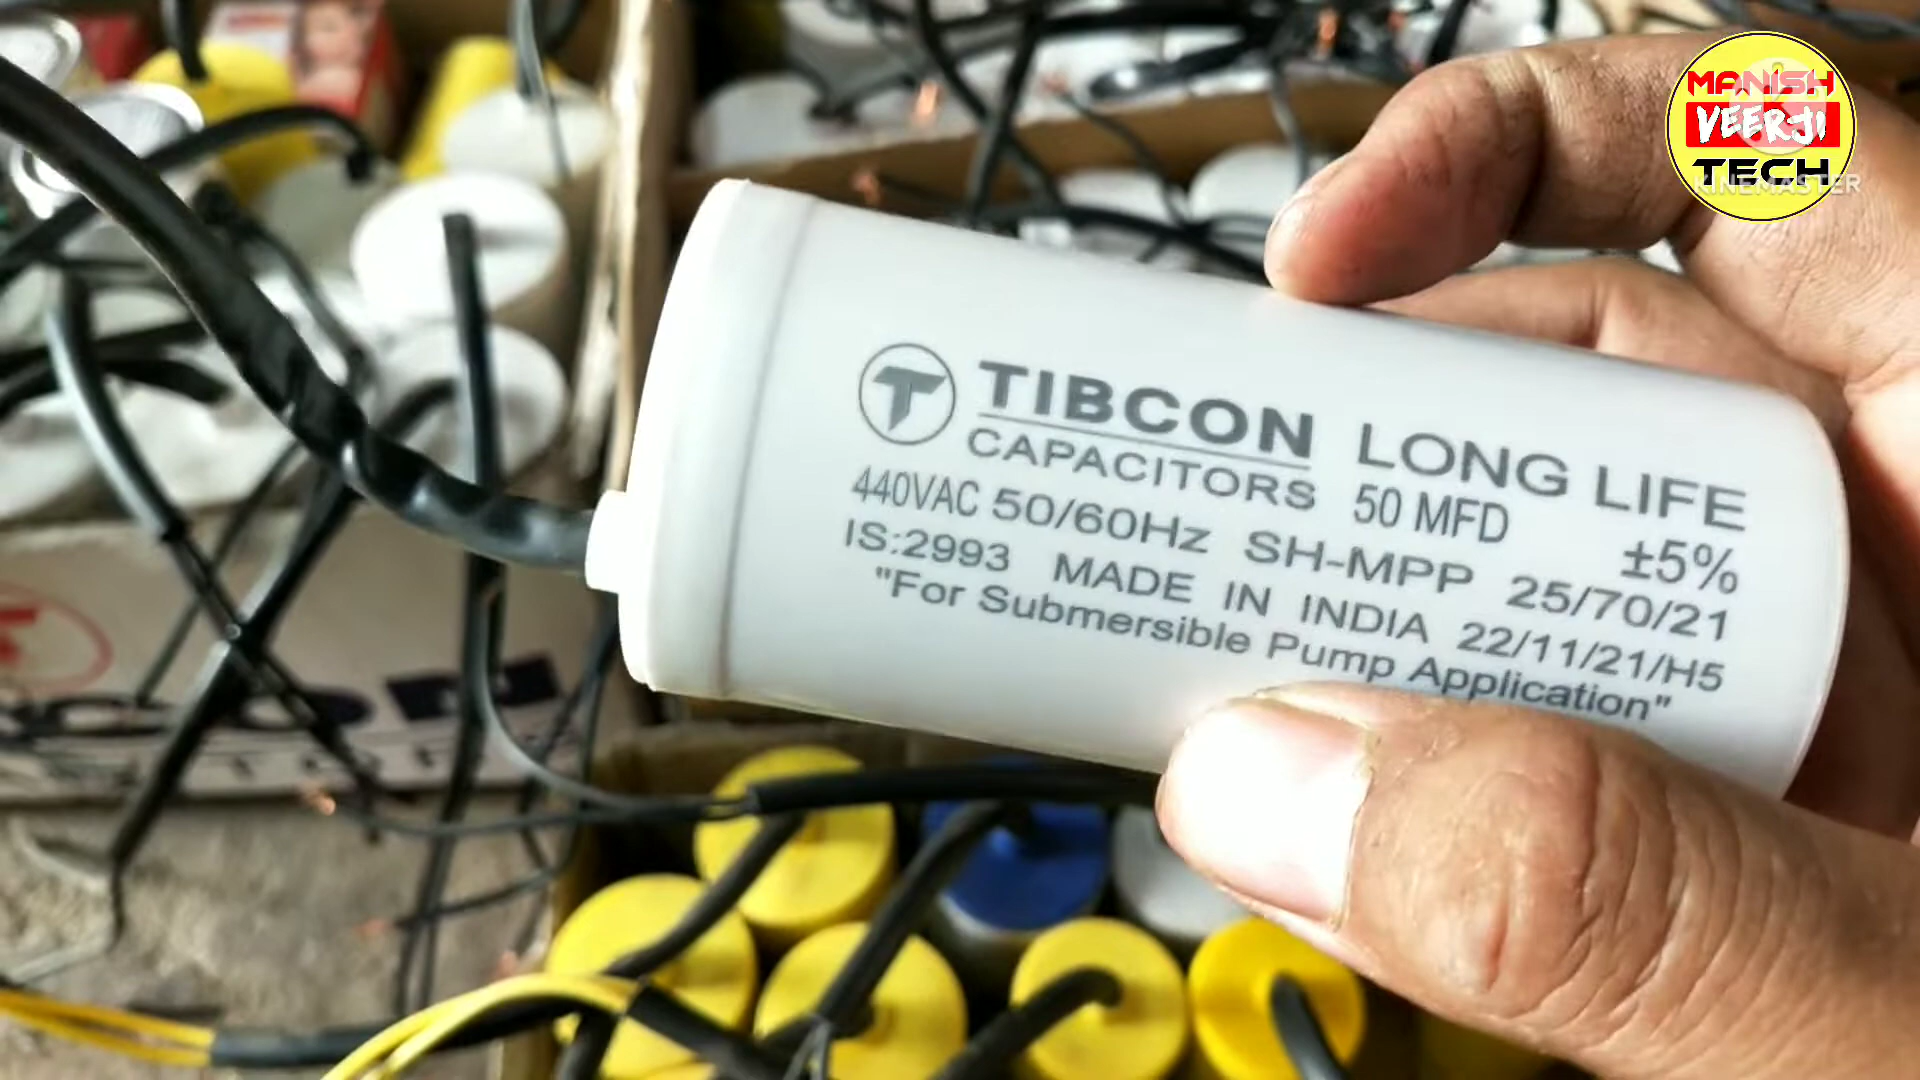 MANISH
VEERJI
TECH
KINEMASTER
T TIBCON LONG LIFE
CAPACITORS 50 MFD ±5%
440VAC 50/60Hz SH-MPP 25/70/21
IS:2993 MADE IN INDIA 22/11/21/H5
"For Submersible Pump Application"